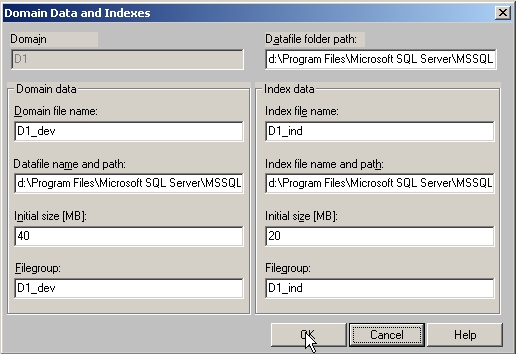 Domain Data and Indexes
Domain
D1
Datafile folder path:
d:\Program Files\Microsoft SQL Server\MSSQL
Domain data
Domain file name:
D1_dev
Datafile name and path:
d:\Program Files\Microsoft SQL Server\MSSQL
Initial size [MB]:
40
Filegroup:
D1_dev
Index data
Index file name:
D1_ind
Index file name and path:
d:\Program Files\Microsoft SQL Server\MSSQL
Initial size [MB]:
20
Filegroup:
D1_ind
OK
Cancel
Help